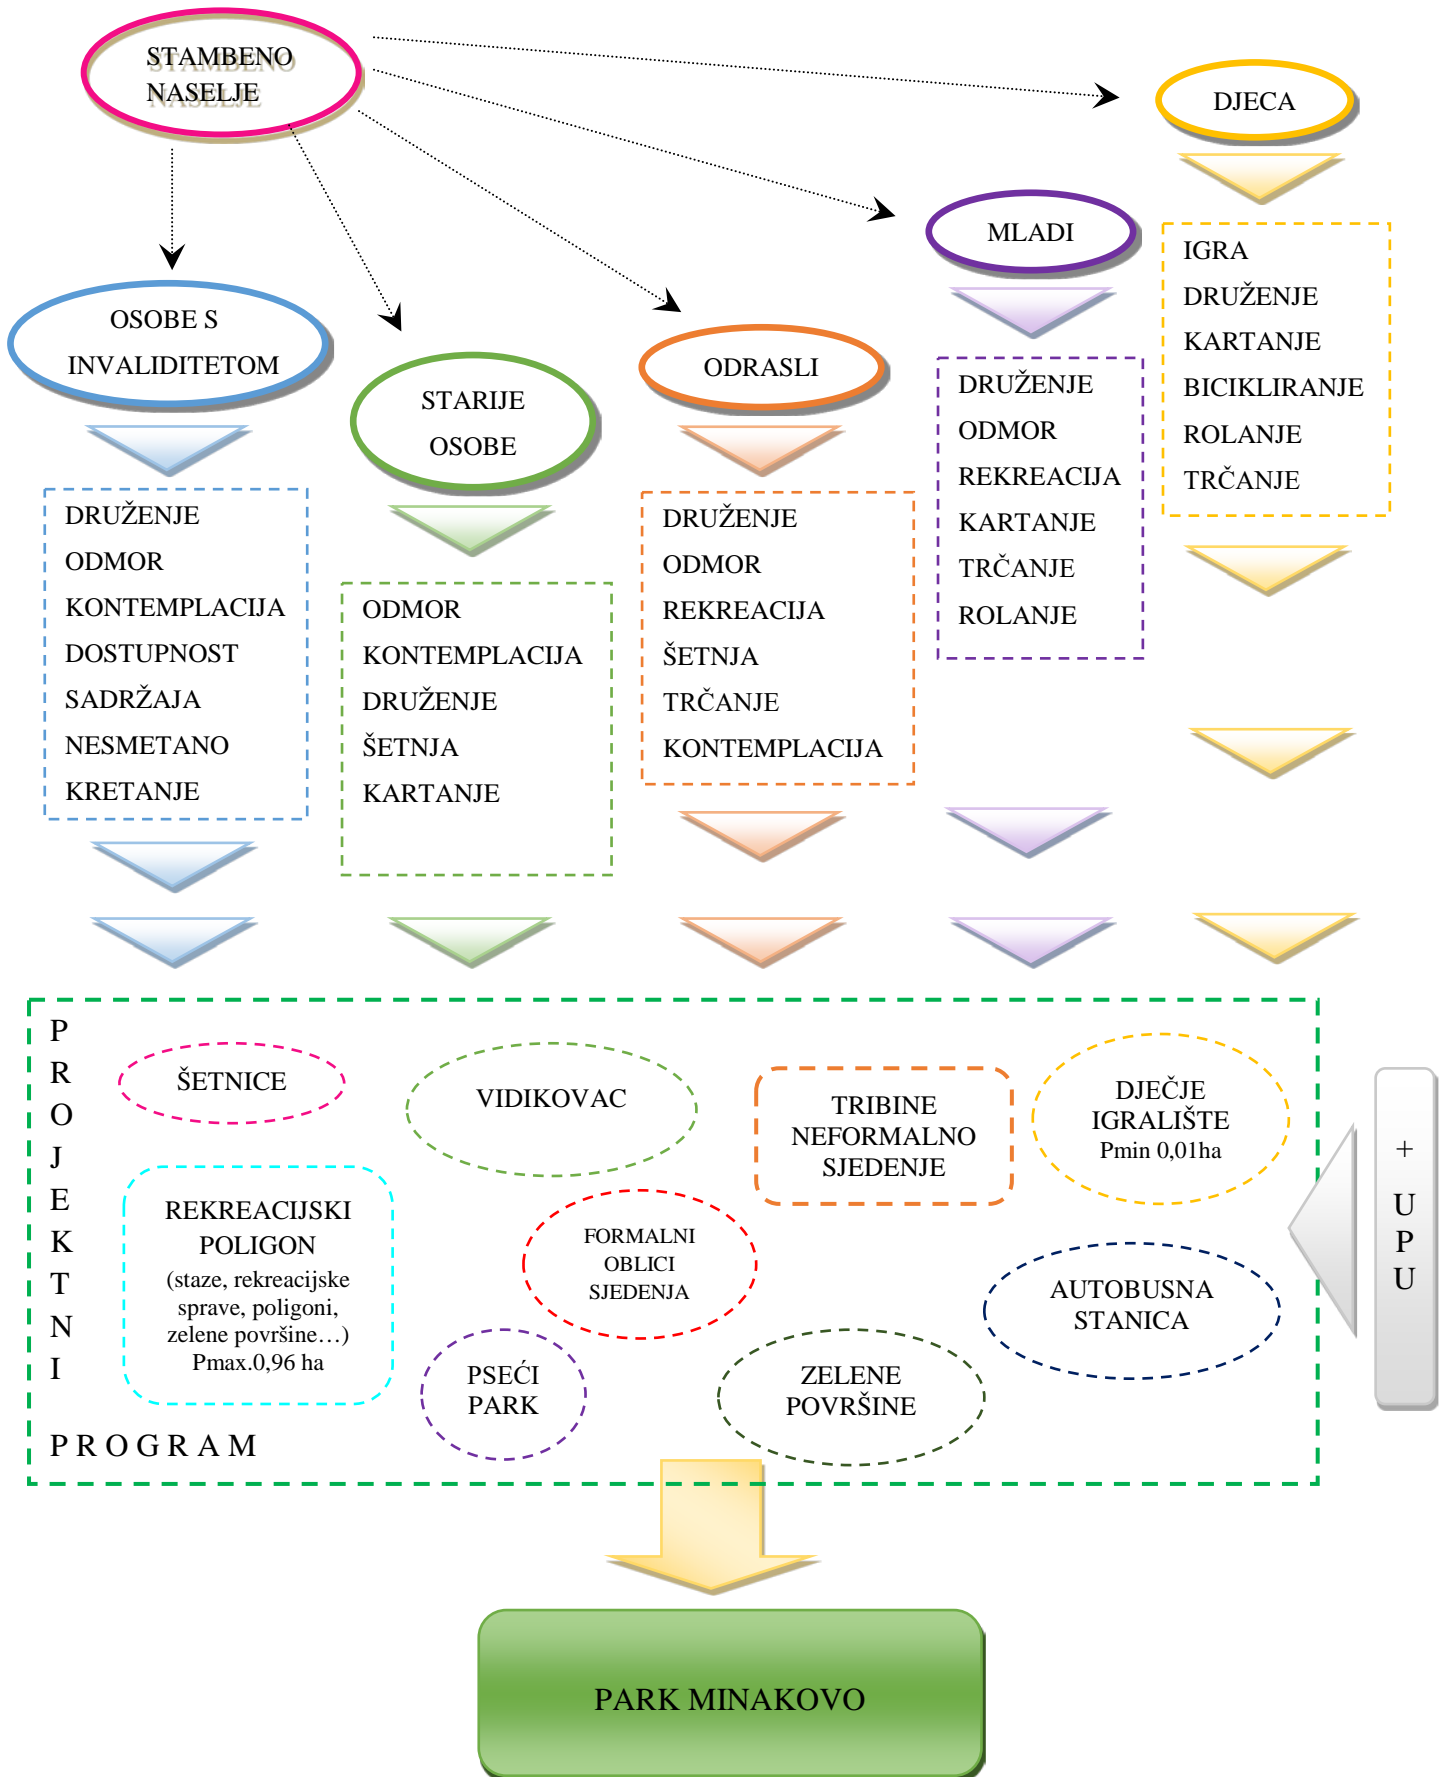 STAMBENO
NASELJE
DJECA
MLADI
OSOBE S
INVALIDITETOM
STARIJE
OSOBE
ODRASLI
IGRA
DRUŽENJE
KARTANJE
BICIKLIRANJE
ROLANJE
TRČANJE
DRUŽENJE
ODMOR
REKREACIJA
KARTANJE
TRČANJE
ROLANJE
DRUŽENJE
ODMOR
KONTEMPLACIJA
DOSTUPNOST
SADRŽAJA
NESMETANO
KRETANJE
ODMOR
KONTEMPLACIJA
DRUŽENJE
ŠETNJA
KARTANJE
DRUŽENJE
ODMOR
REKREACIJA
ŠETNJA
TRČANJE
KONTEMPLACIJA
P
R
O
J
E
K
T
N
I
P R O G R A M
ŠETNICE
VIDIKOVAC
TRIBINE
NEFORMALNO
SJEDENJE
DJEČJE
IGRALIŠTE
Pmin 0,01ha
REKREACIJSKI
POLIGON
(staze, rekreacijske
sprave, poligoni,
zelene površine…)
Pmax.0,96 ha
FORMALNI
OBLICI
SJEDENJA
AUTOBUSNA
STANICA
PSEĆI
PARK
ZELENE
POVRŠINE
+
U
P
U
PARK MINAKOVO